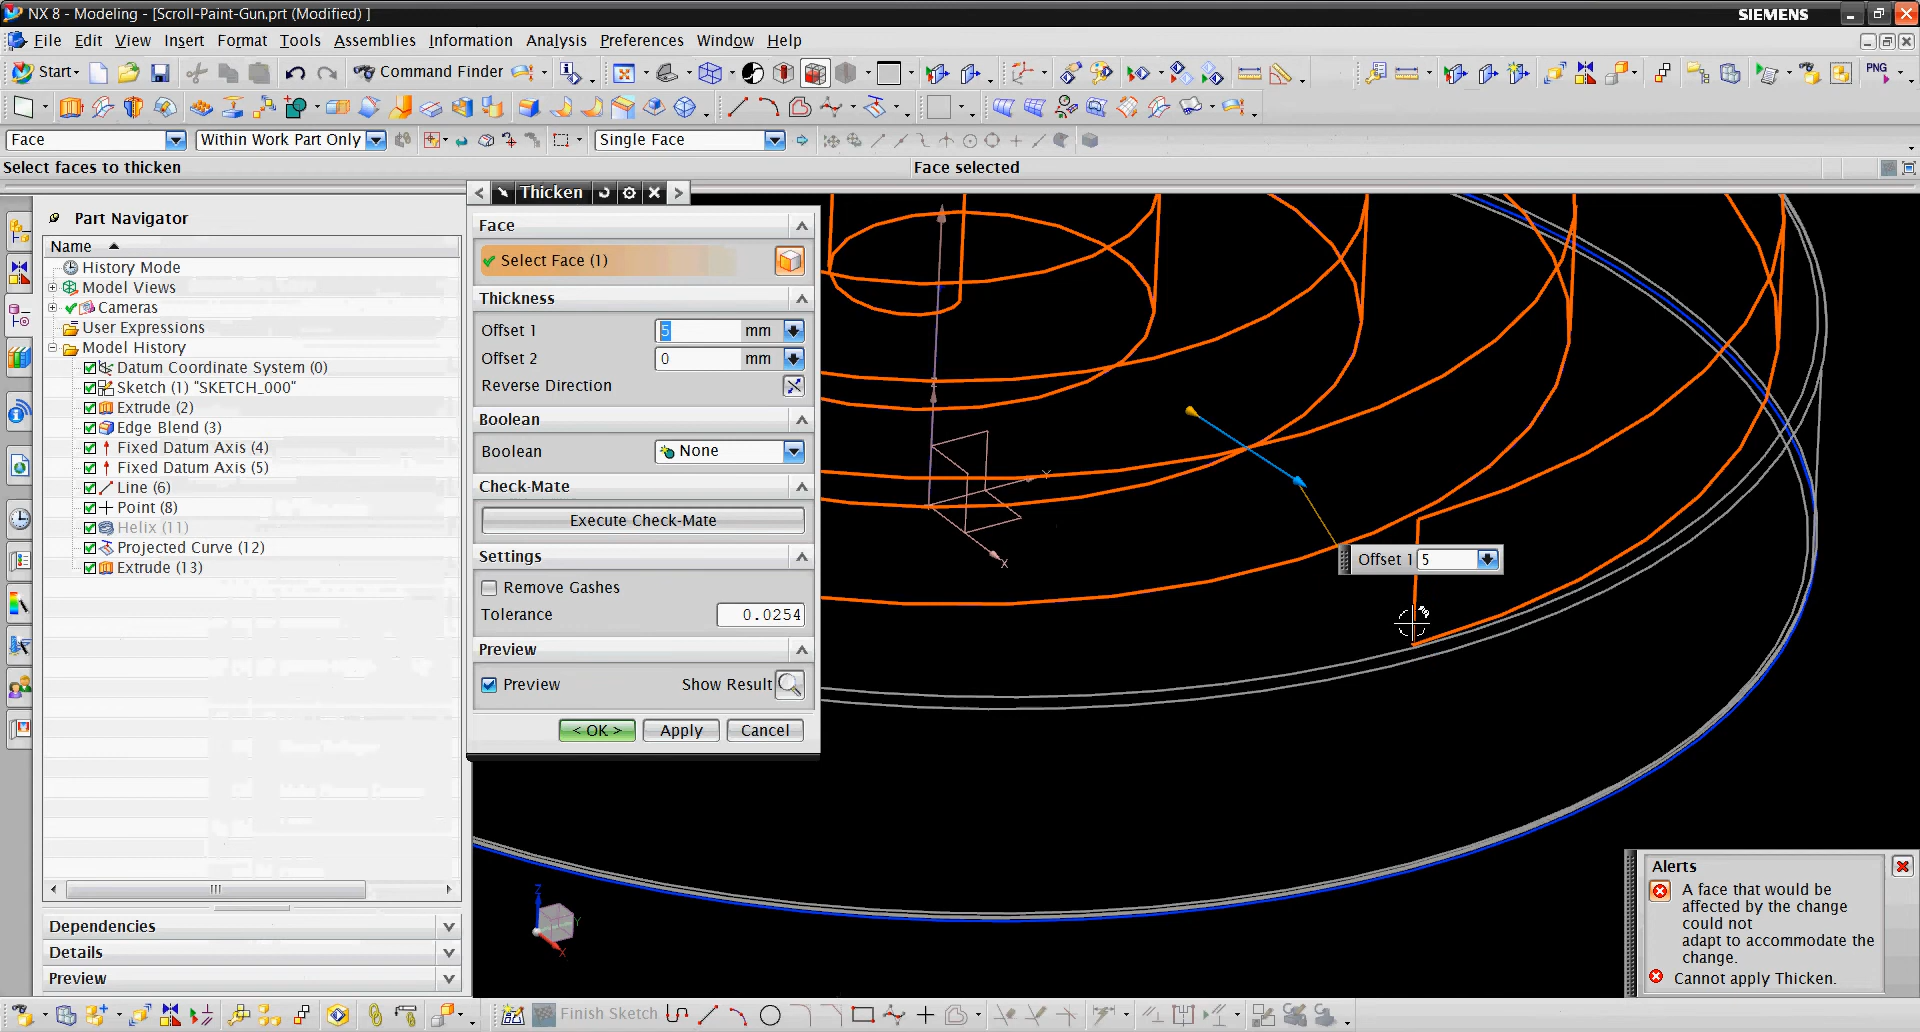 NX 8 - Modeling - [Scroll-Paint-Gun.prt (Modified) ]
SIEMENS
File Edit View Insert Format Tools Assemblies Information Analysis Preferences Window Help
Start Command Finder PNG
Face Within Work Part Only Single Face
Select faces to thicken
Face selected
Part Navigator
Name
History Mode
Model Views
Cameras
User Expressions
Model History
Datum Coordinate System (0)
Sketch (1) "SKETCH_000"
Extrude (2)
Edge Blend (3)
Fixed Datum Axis (4)
Fixed Datum Axis (5)
Line (6)
Point (8)
Helix (11)
Projected Curve (12)
Extrude (13)
Dependencies
Details
Preview
Thicken
Face
Select Face (1)
Thickness
Offset 1 5 mm
Offset 2 0 mm
Reverse Direction
Boolean
Boolean None
Check-Mate
Execute Check-Mate
Settings
Remove Gashes
Tolerance 0.0254
Preview
Preview Show Result
< OK > Apply Cancel
X
X
Offset 1 5
Z
Y
X
Alerts
A face that would be
affected by the change
could not
adapt to accommodate the
change.
Cannot apply Thicken.
Finish Sketch